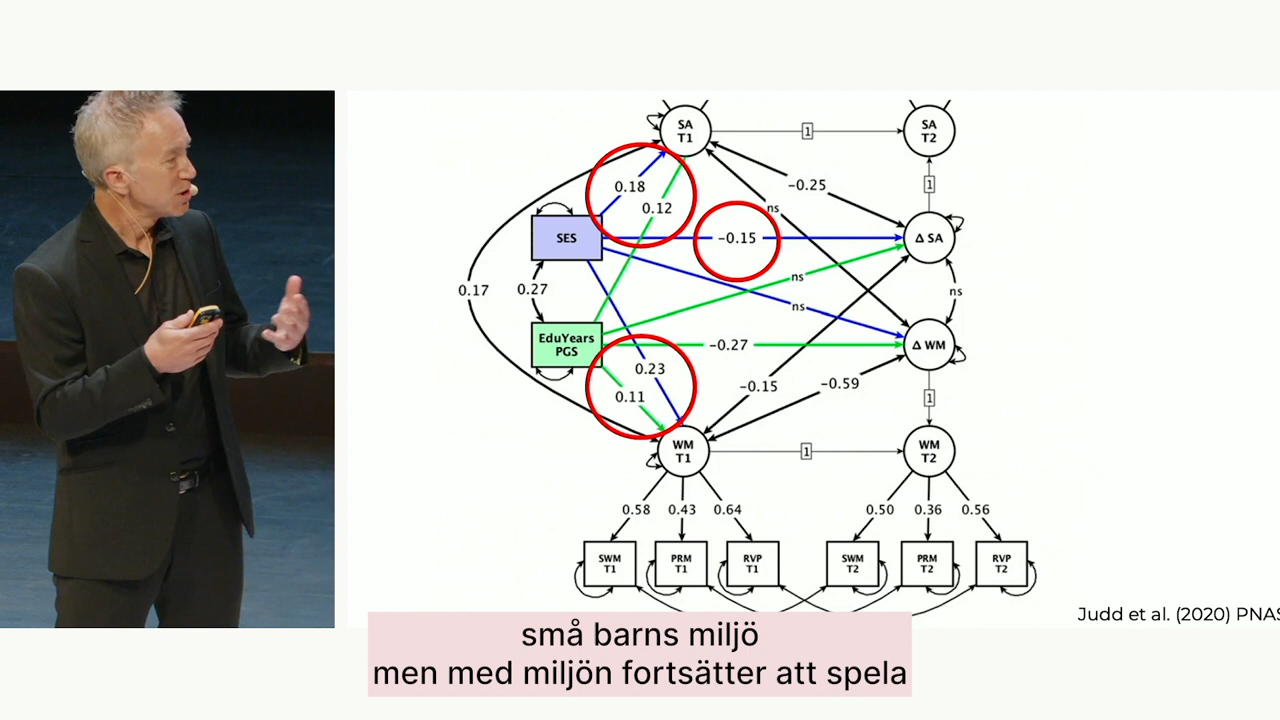 SA
T1
1
SA
T2
0.18
0.12
−0.25
ns
1
SES
−0.15
Δ SA
0.17
0.27
ns
ns
ns
EduYears
PGS
−0.27
Δ WM
0.23
0.11
−0.15
−0.59
1
WM
T1
1
WM
T2
0.58
0.43
0.64
0.50
0.36
0.56
SWM
T1
PRM
T1
RVP
T1
SWM
T2
PRM
T2
RVP
T2
Judd et al. (2020) PNAS
små barns miljö
men med miljön fortsätter att spela